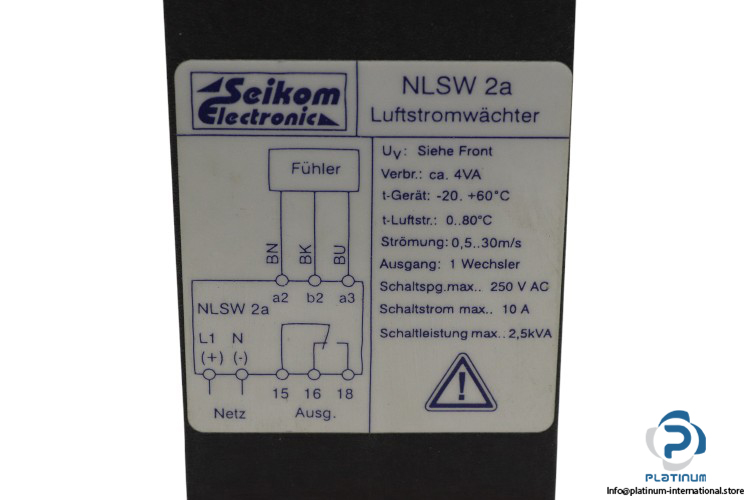 Seikom
Electronic
NLSW 2a
Luftstromwächter
Fühler
BN
BK
BU
a2
b2
a3
NLSW 2a
L1
N
(+)
(-)
15
16
18
Netz
Ausg.
Uv: Siehe Front
Verbr.: ca. 4VA
t-Gerät: -20. +60°C
t-Luftstr.: 0..80°C
Strömung: 0,5..30m/s
Ausgang: 1 Wechsler
Schaltspg.max.. 250 V AC
Schaltstrom max.. 10 A
Schaltleistung max.. 2,5kVA
PLATINUM
Info@platinum-international.store